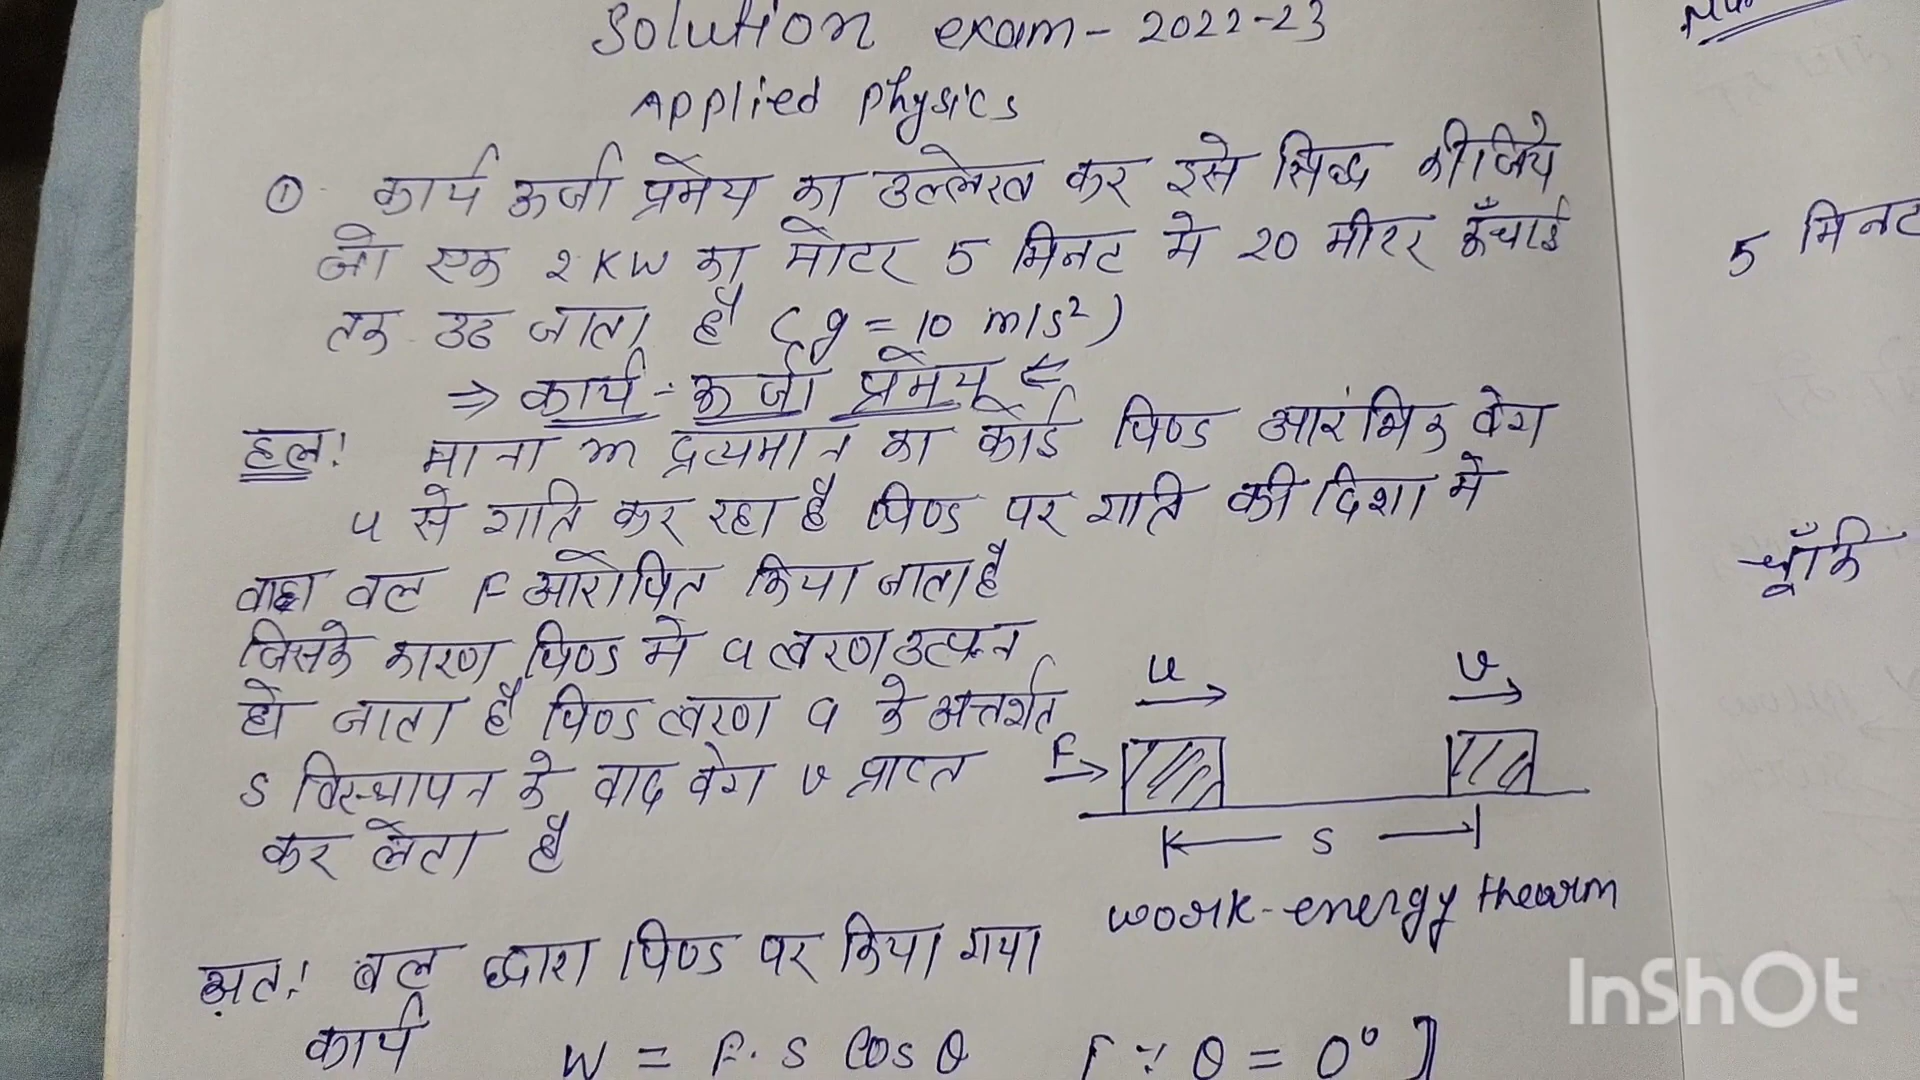 Solution exam - 2022-23
Applied Physics
① कार्य ऊर्जा प्रमेय का उल्लेख कर इसे सिद्ध कीजिये
जो एक 2 KW का मोटर 5 मिनट मे 20 मीटर ऊँचाई
तक उठ जाता है (g = 10 m/s²)
⇒ कार्य - ऊर्जा प्रमेय ⇐
हल: माना m द्रव्यमान का कोई पिण्ड आरंभिक वेग
u से गति कर रहा है पिण्ड पर गति की दिशा मे
वाह्य वल F आरोपित किया जाता है
जिसके कारण पिण्ड मे a त्वरण उत्पन्न
हो जाता है पिण्ड त्वरण a के अन्तर्गत
S विस्थापन के वाद वेग v प्राप्त
कर लेता है
u v
F
S
work-energy thearm
अत: बल द्वारा पिण्ड पर किया गया
कार्य W = F. S Cos θ [∵ θ = 0°]
5 मिनट
चूँकि
InShOt